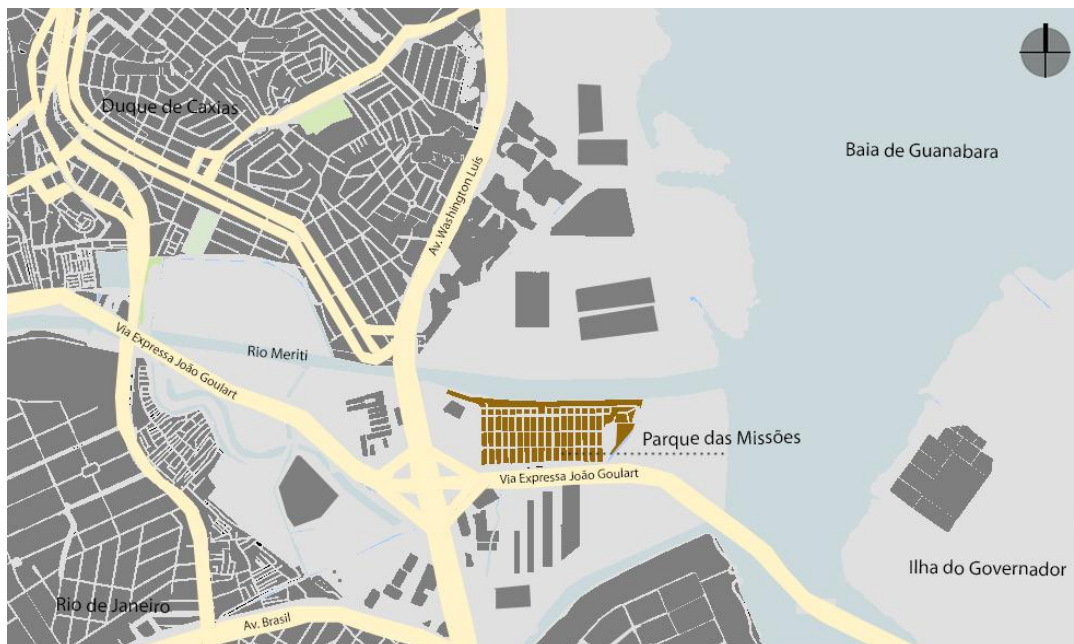 Duque de Caxias
Baia de Guanabara
Av. Washington Luis
Via Expressa João Goulart
Rio Meriti
Parque das Missões
Via Expressa João Goulart
Ilha do Governador
Rio de Janeiro
Av. Brasil